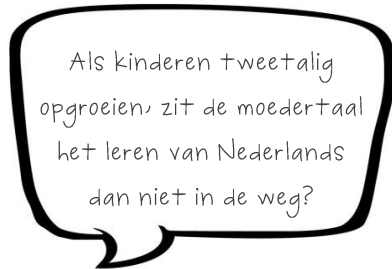 Als kinderen tweetalig
opgroeien, zit de moedertaal
het leren van Nederlands
dan niet in de weg?